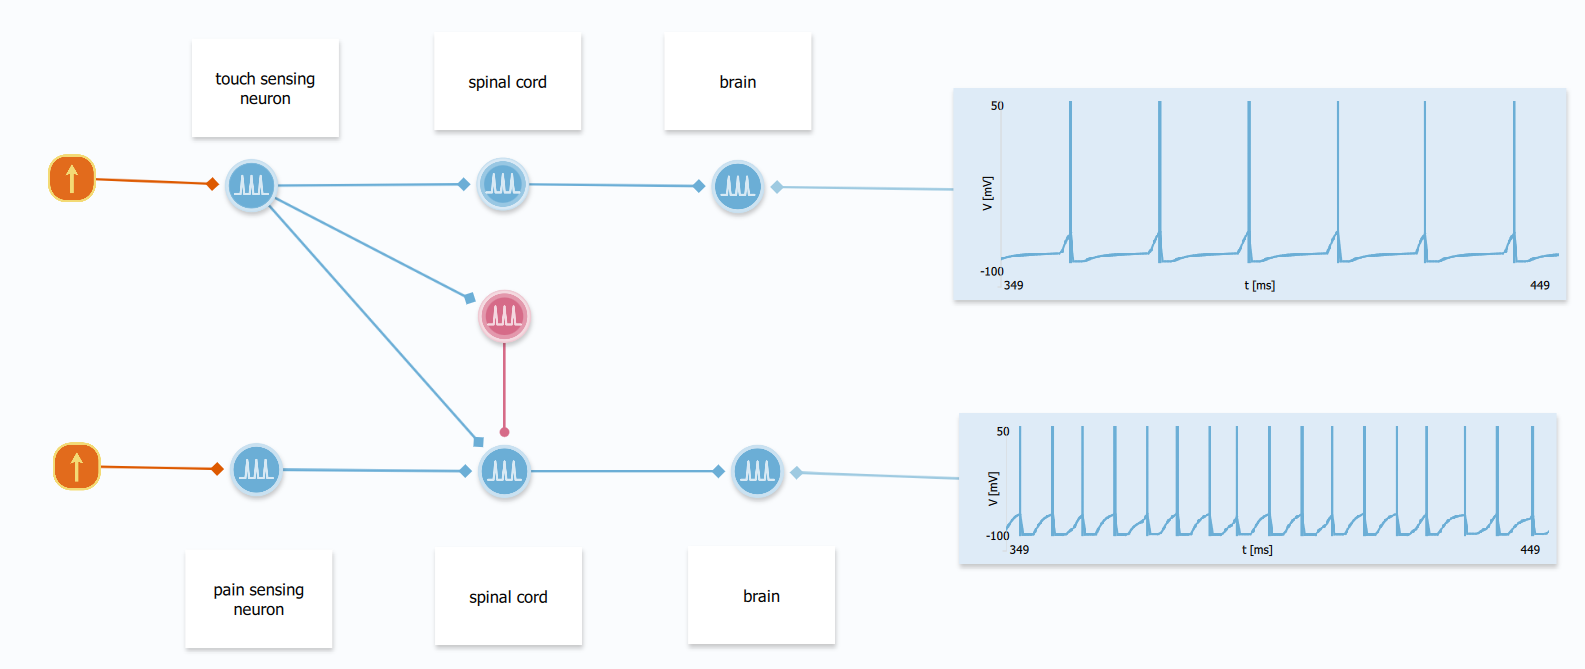 touch sensing
neuron
spinal cord
brain
50
V [mV]
-100
349
t [ms]
449
50
V [mV]
-100
349
t [ms]
449
pain sensing
neuron
spinal cord
brain